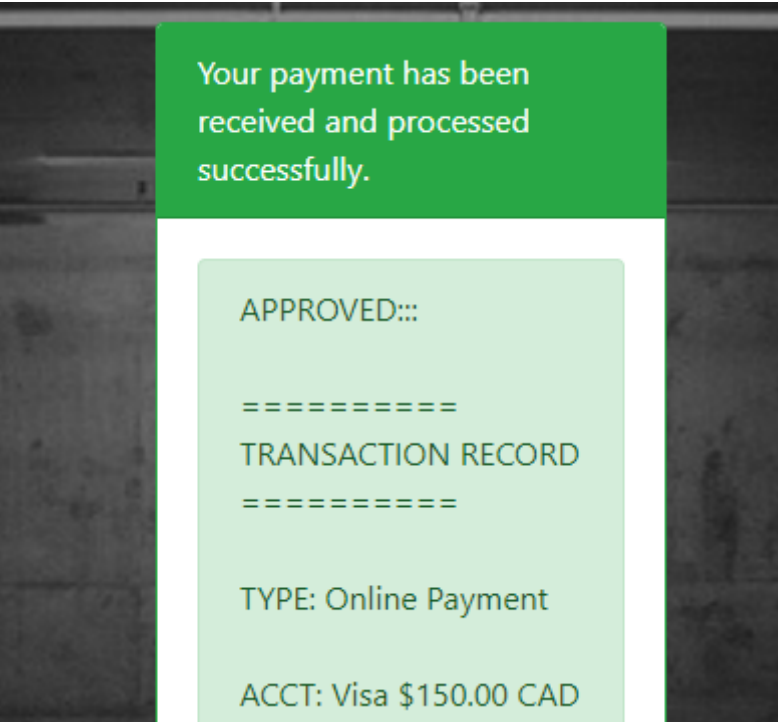 Your payment has been
received and processed
successfully.
APPROVED:::
==========
TRANSACTION RECORD
==========
TYPE: Online Payment
ACCT: Visa $150.00 CAD